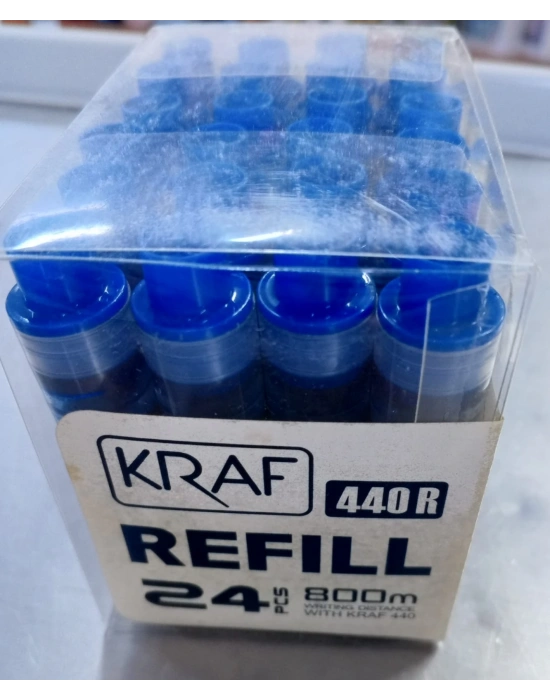 KRAF
440R
REFILL
24 PCS 800m
WRITING DISTANCE
WITH KRAF 440